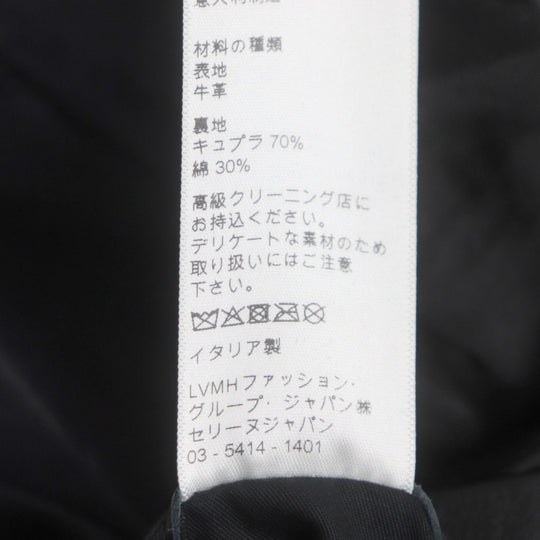 材料の種類
表地
牛革
裏地
キュプラ 70%
綿 30%
高級クリーニング店に
お持込ください。
デリケートな素材のため
取り扱いにはご注意
下さい。
イタリア製
LVMHファッション・
グループ・ジャパン㈱
セリーヌジャパン
03 - 5414 - 1401